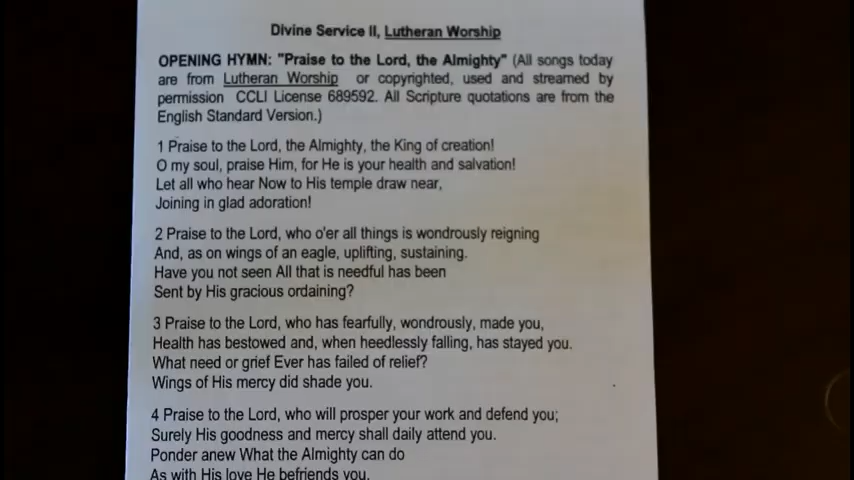 Divine Service II, Lutheran Worship
OPENING HYMN: "Praise to the Lord, the Almighty" (All songs today
are from Lutheran Worship or copyrighted, used and streamed by
permission CCLI License 689592. All Scripture quotations are from the
English Standard Version.)
1 Praise to the Lord, the Almighty, the King of creation!
O my soul, praise Him, for He is your health and salvation!
Let all who hear Now to His temple draw near,
Joining in glad adoration!
2 Praise to the Lord, who o'er all things is wondrously reigning
And, as on wings of an eagle, uplifting, sustaining.
Have you not seen All that is needful has been
Sent by His gracious ordaining?
3 Praise to the Lord, who has fearfully, wondrously, made you,
Health has bestowed and, when heedlessly falling, has stayed you.
What need or grief Ever has failed of relief?
Wings of His mercy did shade you.
4 Praise to the Lord, who will prosper your work and defend you;
Surely His goodness and mercy shall daily attend you.
Ponder anew What the Almighty can do
As with His love He befriends you.